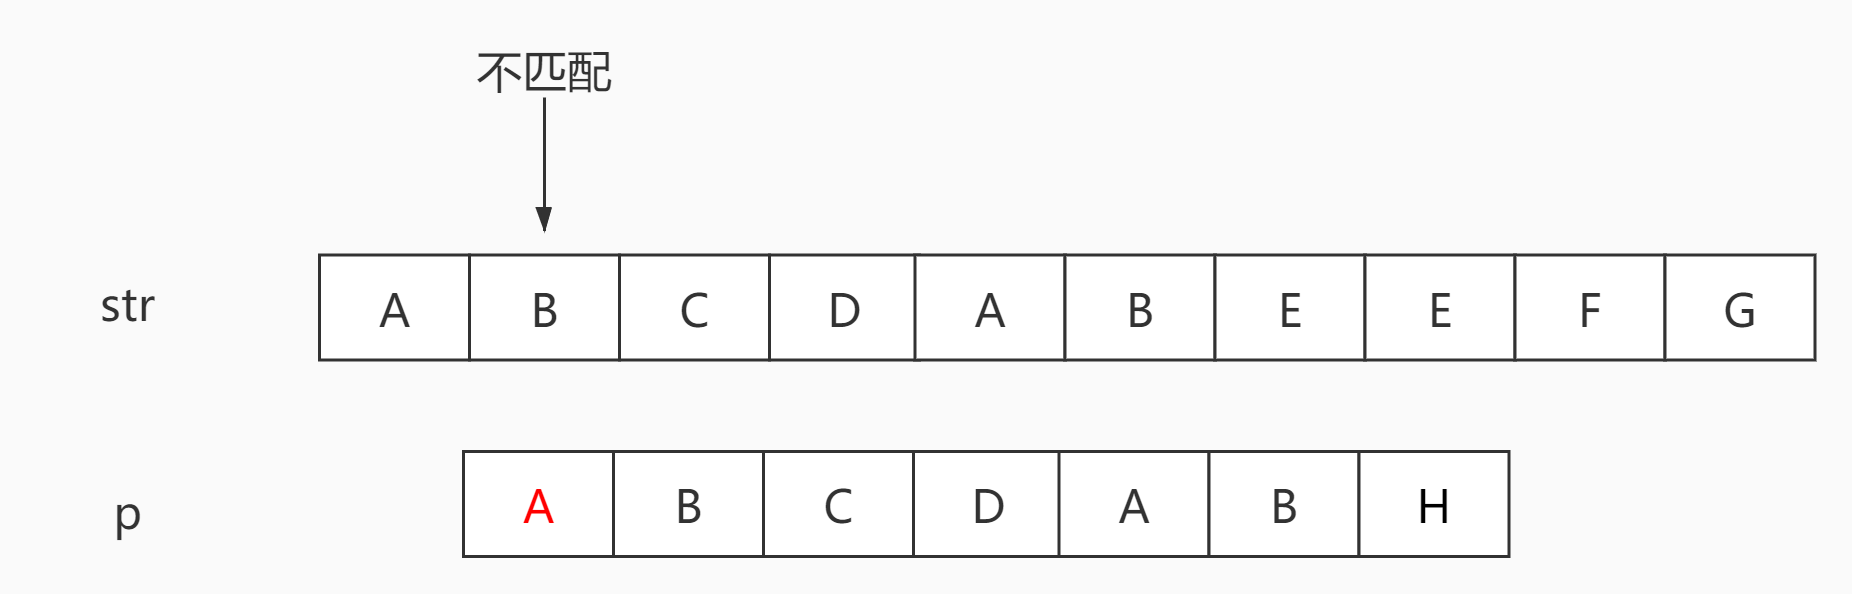 不匹配
str A B C D A B E E F G
p A B C D A B H